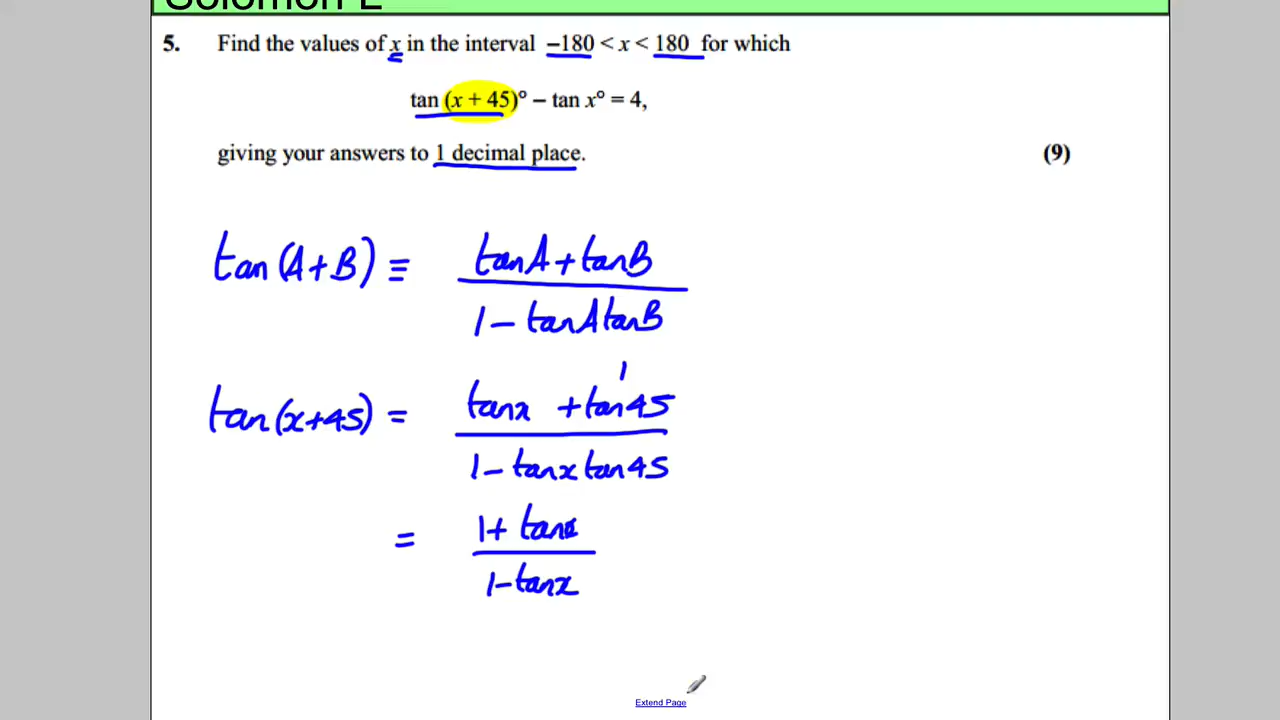 Solomon L
5. Find the values of x in the interval −180 < x < 180 for which
tan (x + 45)° − tan x° = 4,
giving your answers to 1 decimal place. (9)
tan(A+B) ≡ tanA + tanB
1 − tanAtanB
1
tan(x+45) = tanx + tan45
1 − tanx tan45
= 1 + tanx
1 − tanx
Extend Page